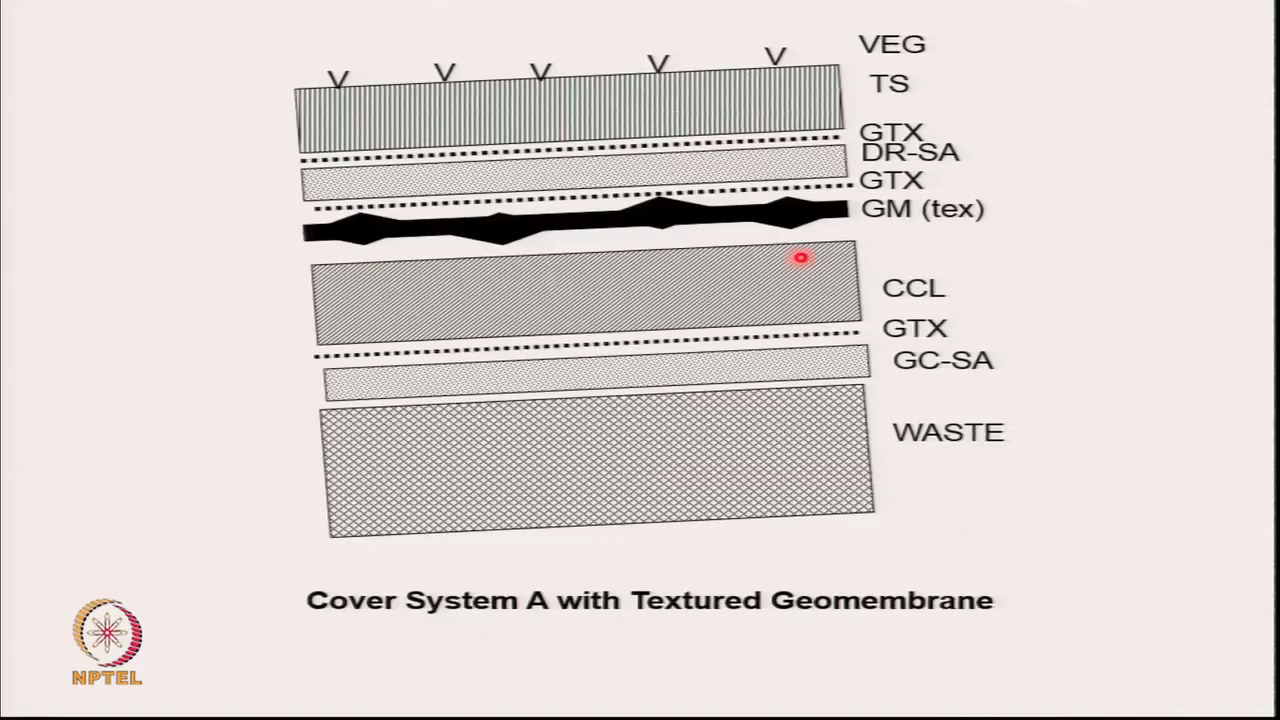 VEG
TS
GTX
DR-SA
GTX
GM (tex)
CCL
GTX
GC-SA
WASTE
Cover System A with Textured Geomembrane
NPTEL